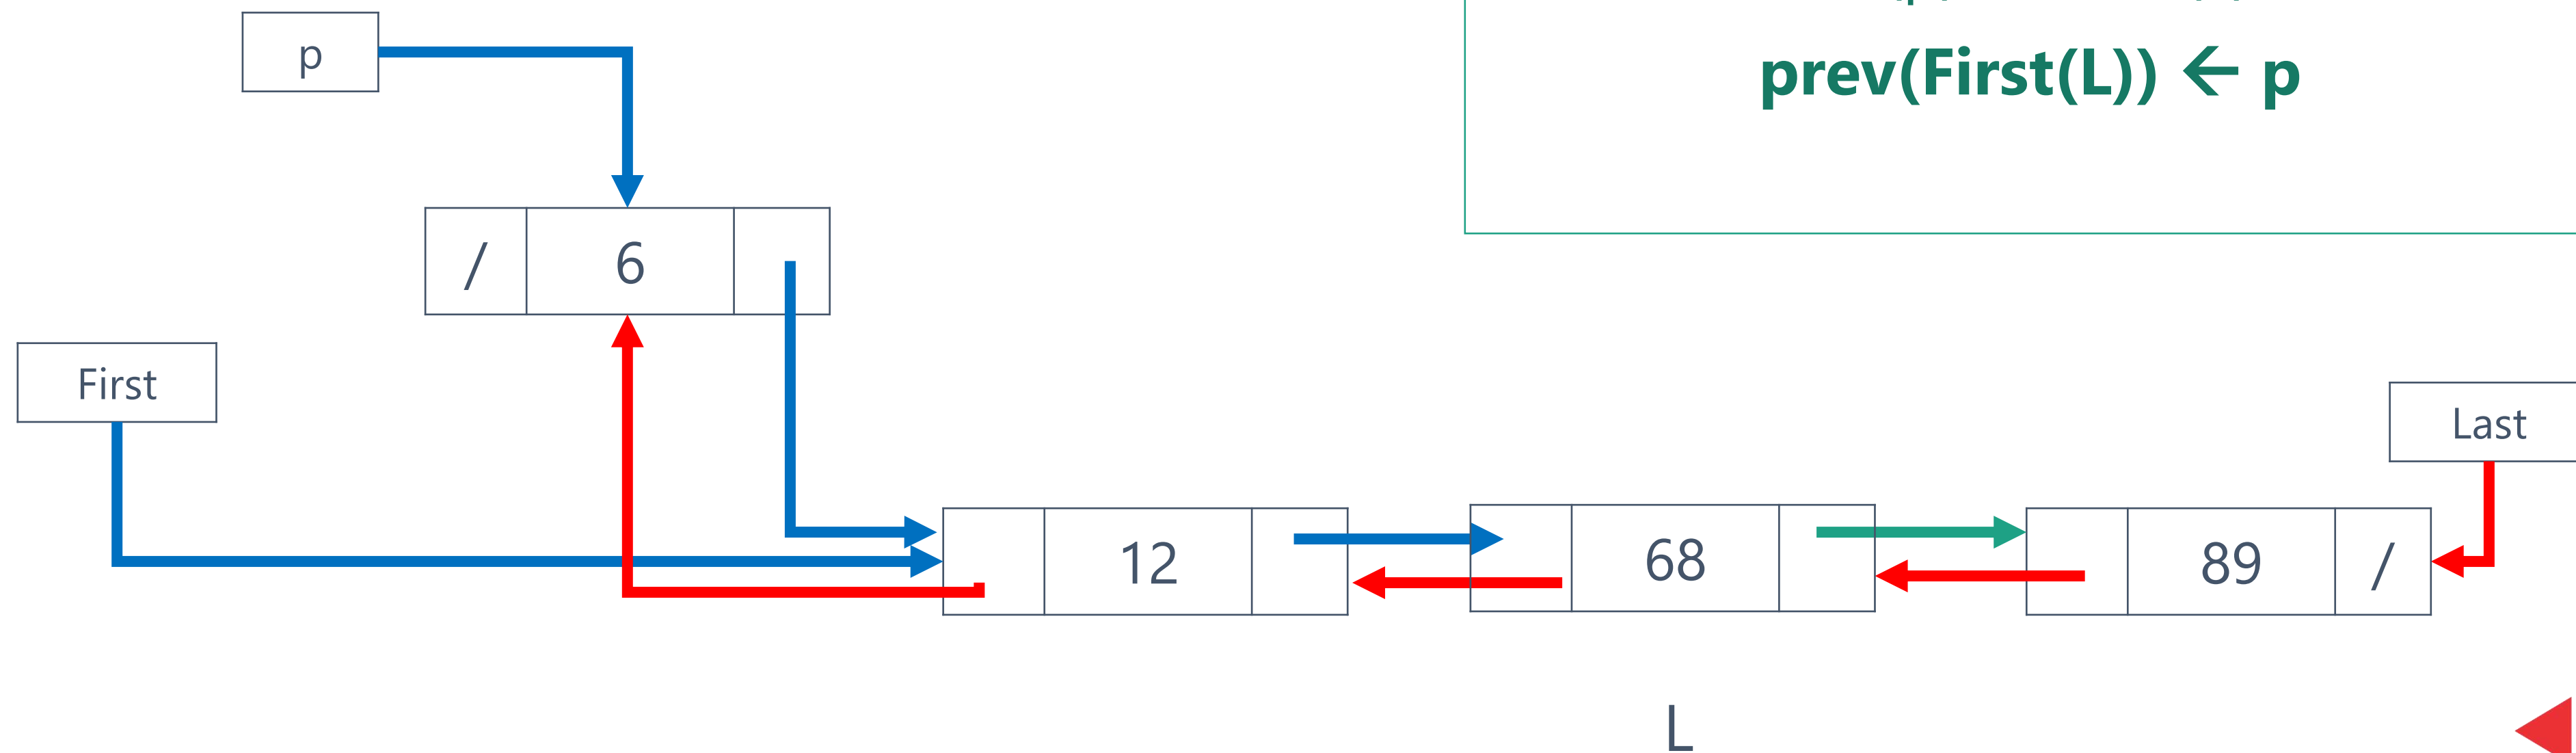 p
prev(First(L)) ← p
/ 6
First
Last
12
68
89 /
L